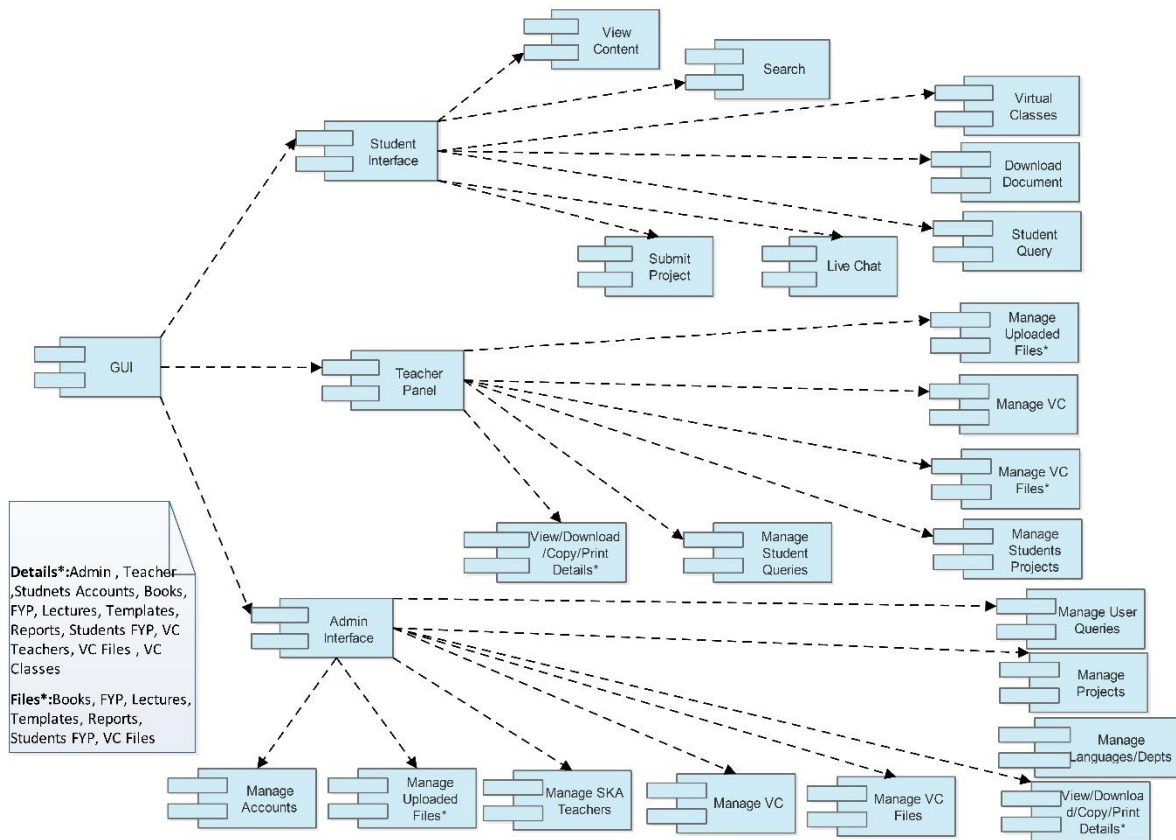 View
Content
Search
Virtual
Classes
Student
Interface
Download
Document
Student
Query
Submit
Project
Live Chat
Manage
Uploaded
Files*
GUI
Teacher
Panel
Manage VC
Manage VC
Files*
View/Download
/Copy/Print
Details*
Manage
Student
Queries
Manage
Students
Projects
Details*:Admin , Teacher
,Studnets Accounts, Books,
FYP, Lectures, Templates,
Reports, Students FYP, VC
Teachers, VC Files , VC
Classes
Files*:Books, FYP, Lectures,
Templates, Reports,
Students FYP, VC Files
Admin
Interface
Manage User
Queries
Manage
Projects
Manage
Languages/Depts
Manage
Accounts
Manage
Uploaded
Files*
Manage SKA
Teachers
Manage VC
Manage VC
Files
View/Downloa
d/Copy/Print
Details*